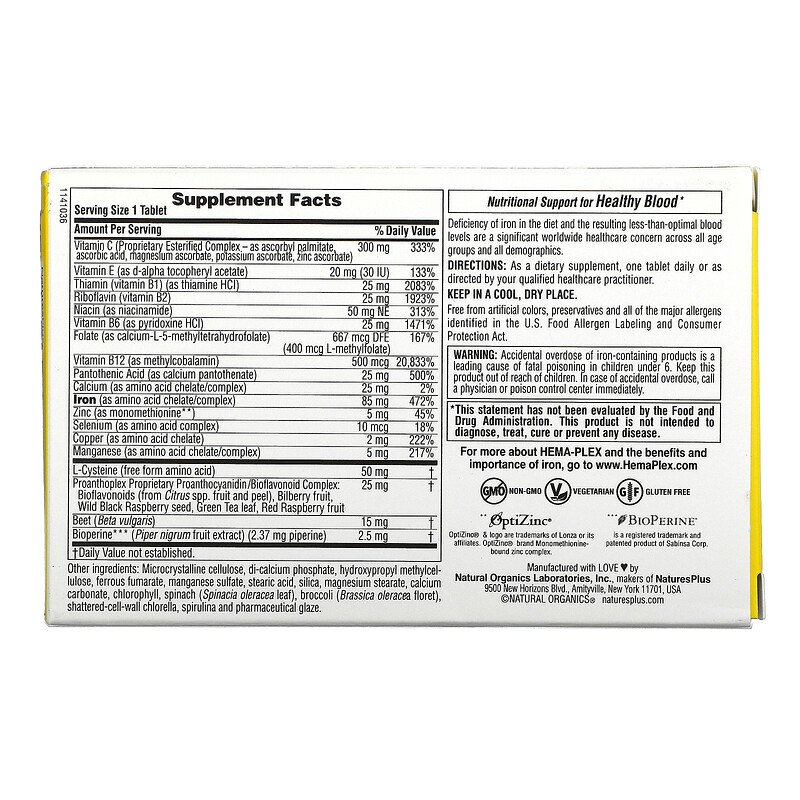 1141036
Supplement Facts
Serving Size 1 Tablet
Amount Per Serving % Daily Value
Vitamin C (Proprietary Esterified Complex – as ascorbyl palmitate, 300 mg 333%
ascorbic acid, magnesium ascorbate, potassium ascorbate, zinc ascorbate)
Vitamin E (as d-alpha tocopheryl acetate) 20 mg (30 IU) 133%
Thiamin (vitamin B1) (as thiamine HCl) 25 mg 2083%
Riboflavin (vitamin B2) 25 mg 1923%
Niacin (as niacinamide) 50 mg NE 313%
Vitamin B6 (as pyridoxine HCl) 25 mg 1471%
Folate (as calcium-L-5-methyltetrahydrofolate) 667 mcg DFE 167%
(400 mcg L-methylfolate)
Vitamin B12 (as methylcobalamin) 500 mcg 20,833%
Pantothenic Acid (as calcium pantothenate) 25 mg 500%
Calcium (as amino acid chelate/complex) 25 mg 2%
Iron (as amino acid chelate/complex) 85 mg 472%
Zinc (as monomethionine**) 5 mg 45%
Selenium (as amino acid complex) 10 mcg 18%
Copper (as amino acid chelate) 2 mg 222%
Manganese (as amino acid chelate/complex) 5 mg 217%
L-Cysteine (free form amino acid) 50 mg †
Proanthoplex Proprietary Proanthocyanidin/Bioflavonoid Complex: 25 mg †
Bioflavonoids (from Citrus spp. fruit and peel), Bilberry fruit,
Wild Black Raspberry seed, Green Tea leaf, Red Raspberry fruit
Beet (Beta vulgaris) 15 mg †
Bioperine*** (Piper nigrum fruit extract) (2.37 mg piperine) 2.5 mg †
†Daily Value not established.
Other ingredients: Microcrystalline cellulose, di-calcium phosphate, hydroxypropyl methylcel-
lulose, ferrous fumarate, manganese sulfate, stearic acid, silica, magnesium stearate, calcium
carbonate, chlorophyll, spinach (Spinacia oleracea leaf), broccoli (Brassica oleracea floret),
shattered-cell-wall chlorella, spirulina and pharmaceutical glaze.
Nutritional Support for Healthy Blood*
Deficiency of iron in the diet and the resulting less-than-optimal blood
levels are a significant worldwide healthcare concern across all age
groups and all demographics.
DIRECTIONS: As a dietary supplement, one tablet daily or as
directed by your qualified healthcare practitioner.
KEEP IN A COOL, DRY PLACE.
Free from artificial colors, preservatives and all of the major allergens
identified in the U.S. Food Allergen Labeling and Consumer
Protection Act.
WARNING: Accidental overdose of iron-containing products is a
leading cause of fatal poisoning in children under 6. Keep this
product out of reach of children. In case of accidental overdose, call
a physician or poison control center immediately.
*This statement has not been evaluated by the Food and
Drug Administration. This product is not intended to
diagnose, treat, cure or prevent any disease.
For more about HEMA-PLEX and the benefits and
importance of iron, go to www.HemaPlex.com
GMO NON-GMO V VEGETARIAN GF GLUTEN FREE
** OptiZinc® *** BIOPERINE®
OptiZinc® & logo are trademarks of Lonza or its is a registered trademark and
affiliates. OptiZinc® brand Monomethionine- patented product of Sabinsa Corp.
bound zinc complex.
Manufactured with LOVE ♥ by
Natural Organics Laboratories, Inc., makers of NaturesPlus
9500 New Horizons Blvd., Amityville, New York 11701, USA
©NATURAL ORGANICS® naturesplus.com